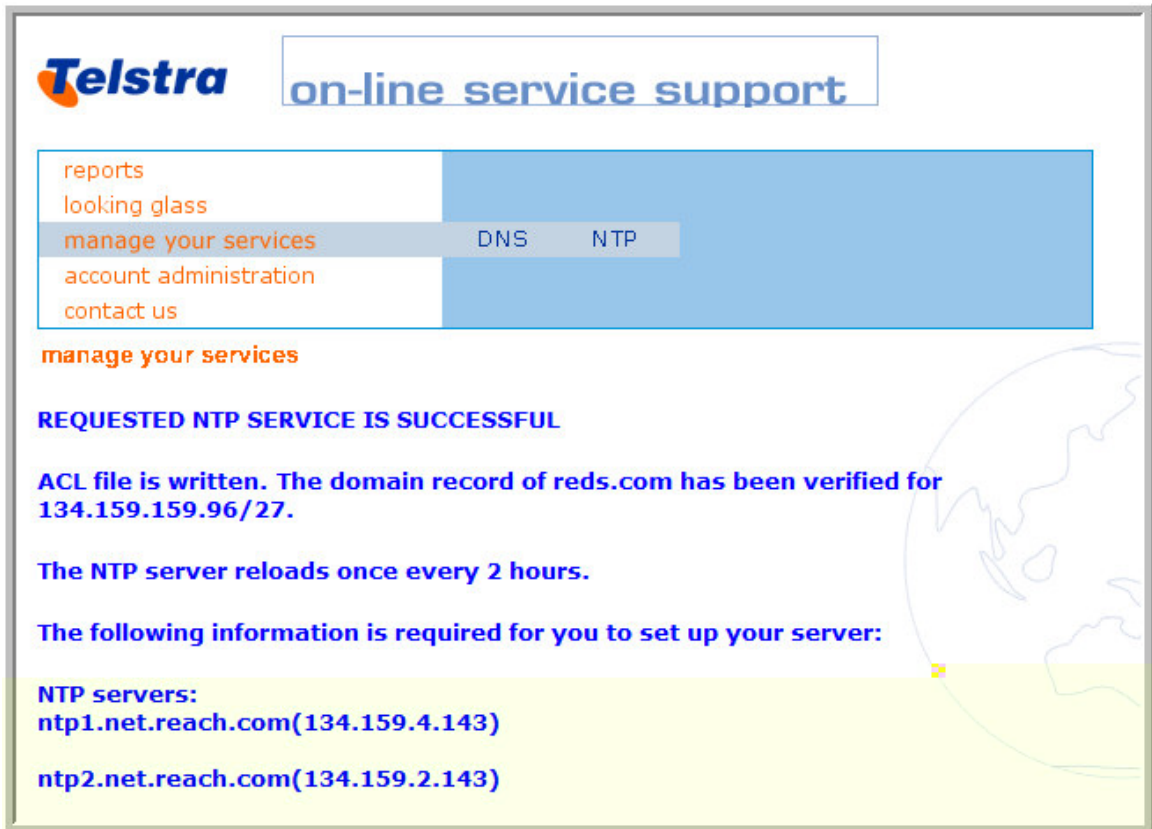 Telstra
on-line service support
reports
looking glass
manage your services DNS NTP
account administration
contact us
manage your services
REQUESTED NTP SERVICE IS SUCCESSFUL
ACL file is written. The domain record of reds.com has been verified for
134.159.159.96/27.
The NTP server reloads once every 2 hours.
The following information is required for you to set up your server:
NTP servers:
ntp1.net.reach.com(134.159.4.143)
ntp2.net.reach.com(134.159.2.143)